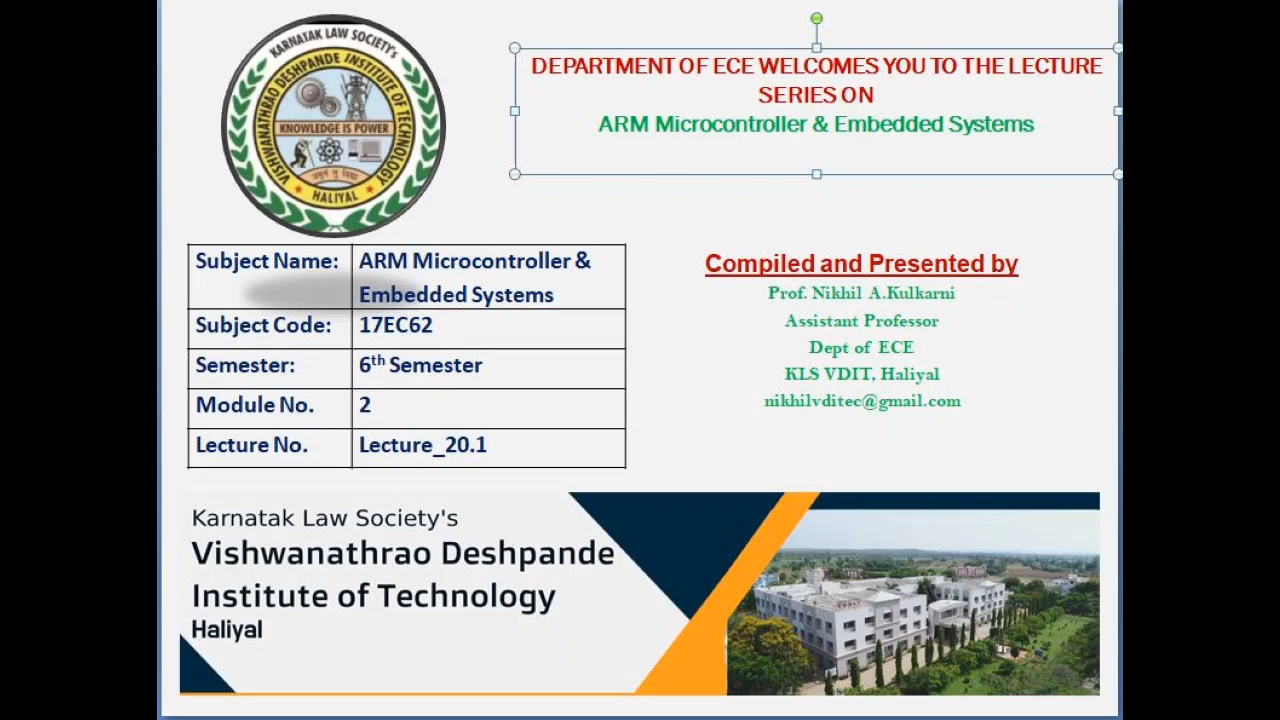 KARNATAK LAW SOCIETY's
VISHWANATHRAO DESHPANDE INSTITUTE OF TECHNOLOGY
KNOWLEDGE IS POWER
HALIYAL
DEPARTMENT OF ECE WELCOMES YOU TO THE LECTURE
SERIES ON
ARM Microcontroller & Embedded Systems
Subject Name: ARM Microcontroller &
Embedded Systems
Subject Code: 17EC62
Semester: 6th Semester
Module No. 2
Lecture No. Lecture_20.1
Compiled and Presented by
Prof. Nikhil A.Kulkarni
Assistant Professor
Dept of ECE
KLS VDIT, Haliyal
nikhilvditec@gmail.com
Karnatak Law Society's
Vishwanathrao Deshpande
Institute of Technology
Haliyal